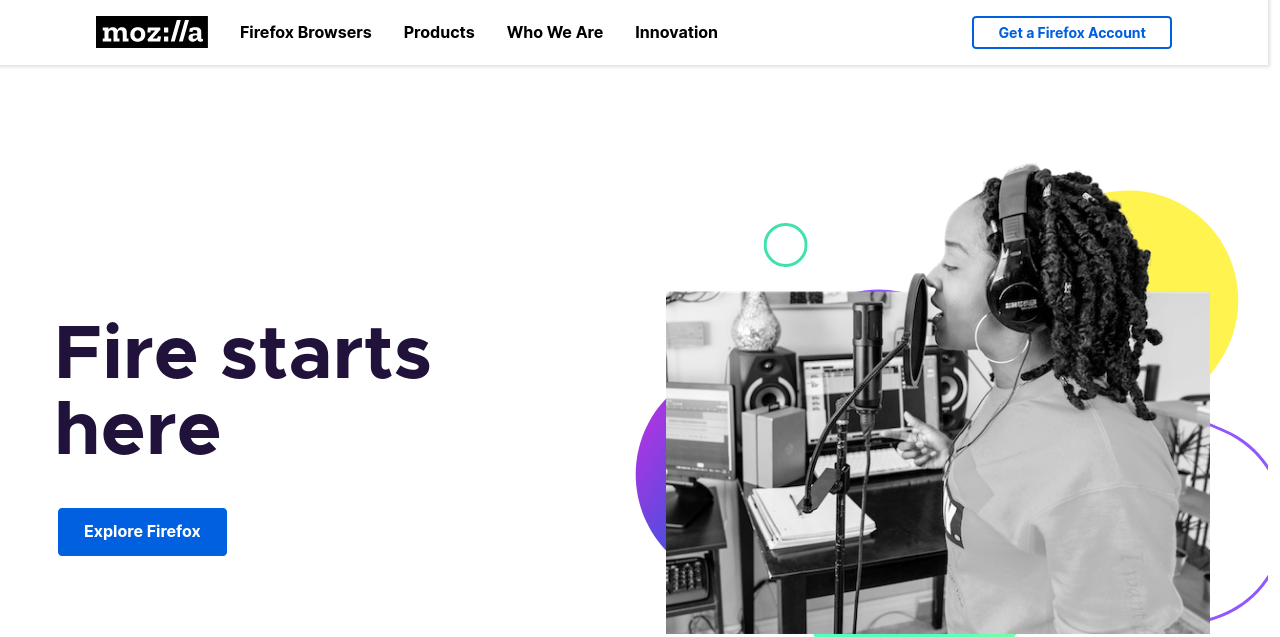 moz://a
Firefox Browsers
Products
Who We Are
Innovation
Get a Firefox Account
Fire starts
here
Explore Firefox